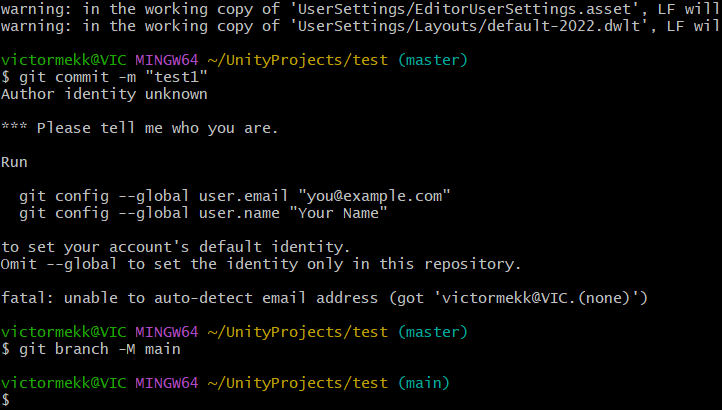 warning: in the working copy of 'UserSettings/EditorUserSettings.asset', LF will
warning: in the working copy of 'UserSettings/Layouts/default-2022.dwlt', LF wil
victormekk@VIC MINGW64 ~/UnityProjects/test (master)
$ git commit -m "test1"
Author identity unknown
*** Please tell me who you are.
Run
git config --global user.email "you@example.com"
git config --global user.name "Your Name"
to set your account's default identity.
Omit --global to set the identity only in this repository.
fatal: unable to auto-detect email address (got 'victormekk@VIC.(none)')
victormekk@VIC MINGW64 ~/UnityProjects/test (master)
$ git branch -M main
victormekk@VIC MINGW64 ~/UnityProjects/test (main)
$